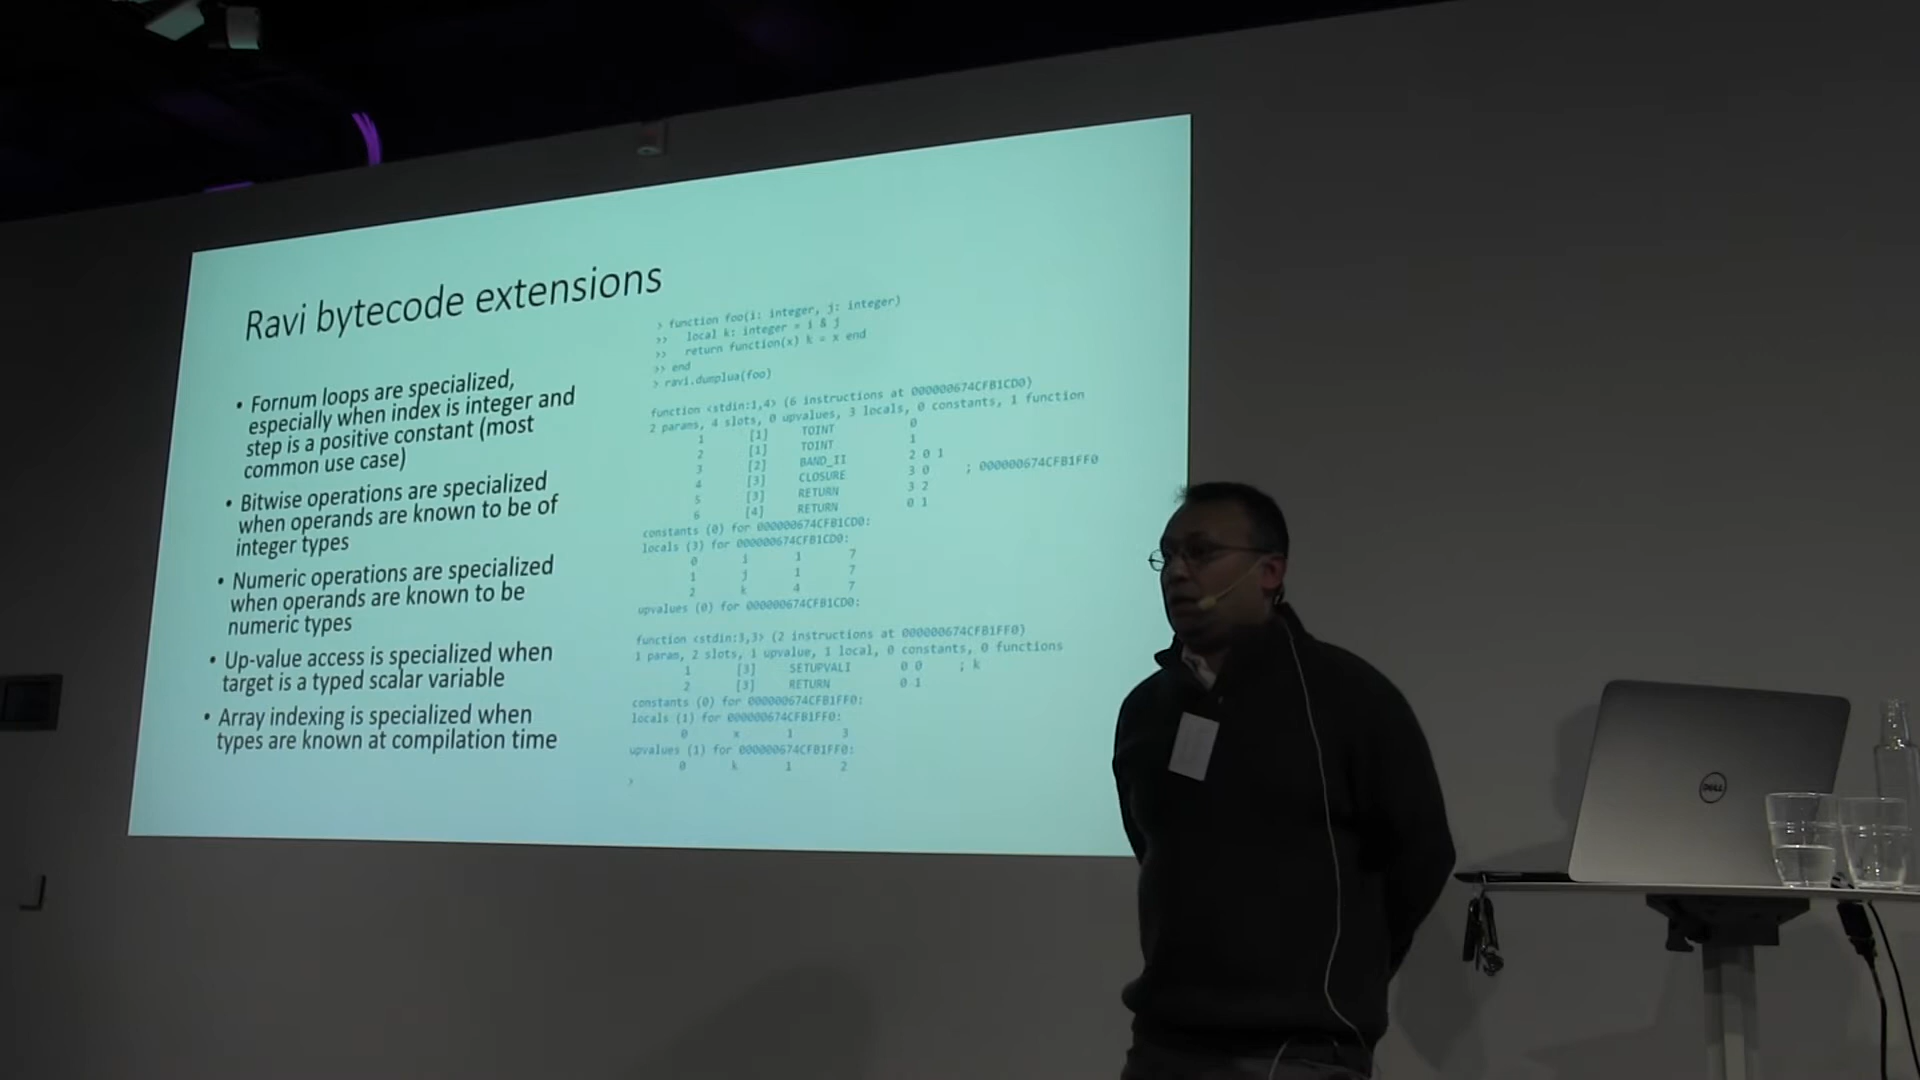 Ravi bytecode extensions
• Fornum loops are specialized,
especially when index is integer and
step is a positive constant (most
common use case)
• Bitwise operations are specialized
when operands are known to be of
integer types
• Numeric operations are specialized
when operands are known to be
numeric types
• Up-value access is specialized when
target is a typed scalar variable
• Array indexing is specialized when
types are known at compilation time
> function foo(i: integer, j: integer)
>> local k: integer = i & j
>> return function(x) k = x end
>> end
> ravi.dumplua(foo)
function <stdin:1,4> (6 instructions at 000000674CFB1CD0)
2 params, 4 slots, 0 upvalues, 3 locals, 0 constants, 1 function
1 [1] TOINT 0
2 [1] TOINT 1
3 [2] BAND_II 2 0 1
4 [3] CLOSURE 3 0 ; 000000674CFB1FF0
5 [3] RETURN 3 2
6 [4] RETURN 0 1
constants (0) for 000000674CFB1CD0:
locals (3) for 000000674CFB1CD0:
0 i 1 7
1 j 1 7
2 k 4 7
upvalues (0) for 000000674CFB1CD0:
function <stdin:3,3> (2 instructions at 000000674CFB1FF0)
1 param, 2 slots, 1 upvalue, 1 local, 0 constants, 0 functions
1 [3] SETUPVALI 0 0 ; k
2 [3] RETURN 0 1
constants (0) for 000000674CFB1FF0:
locals (1) for 000000674CFB1FF0:
0 x 1 3
upvalues (1) for 000000674CFB1FF0:
0 k 1 2
>
DELL